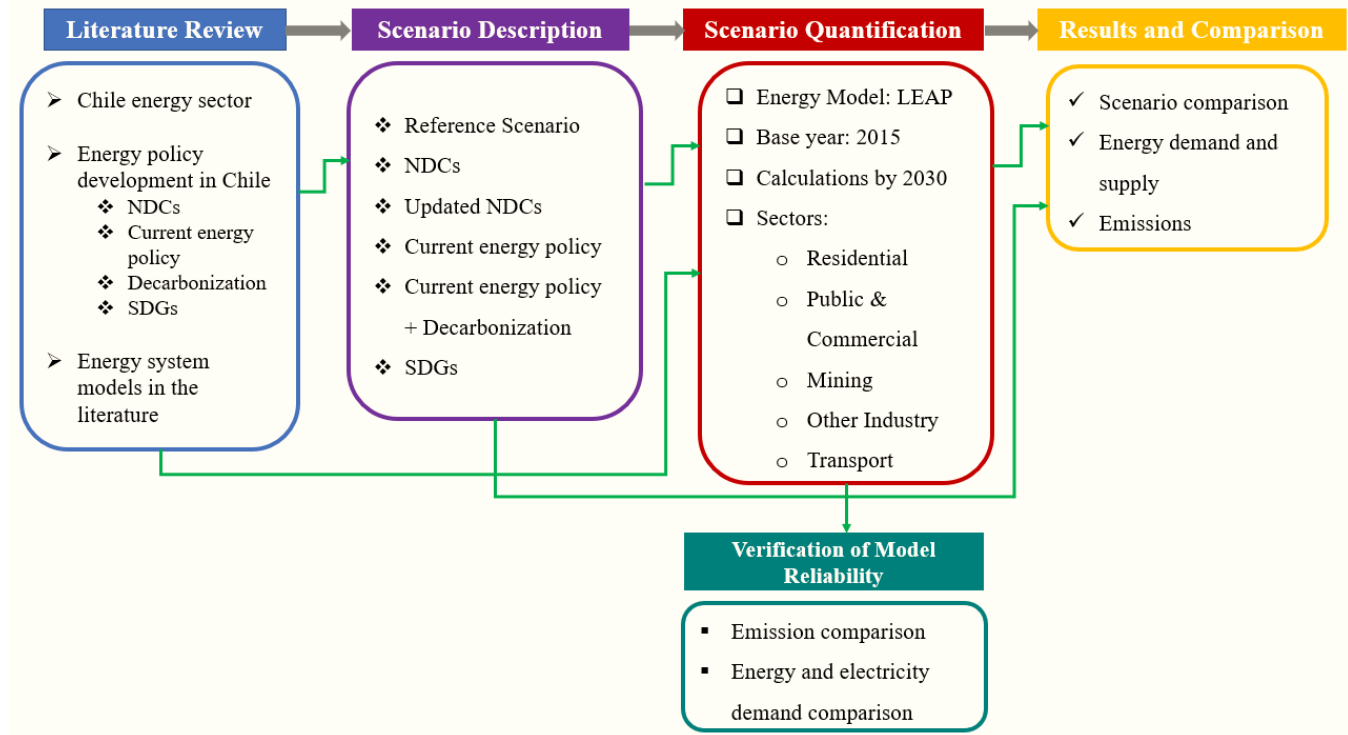 Literature Review
Scenario Description
Scenario Quantification
Results and Comparison
Chile energy sector
Energy policy
development in Chile
NDCs
Current energy
policy
Decarbonization
SDGs
Energy system
models in the
literature
Reference Scenario
NDCs
Updated NDCs
Current energy policy
Current energy policy
+ Decarbonization
SDGs
Energy Model: LEAP
Base year: 2015
Calculations by 2030
Sectors:
Residential
Public &
Commercial
Mining
Other Industry
Transport
Scenario comparison
Energy demand and
supply
Emissions
Verification of Model
Reliability
Emission comparison
Energy and electricity
demand comparison